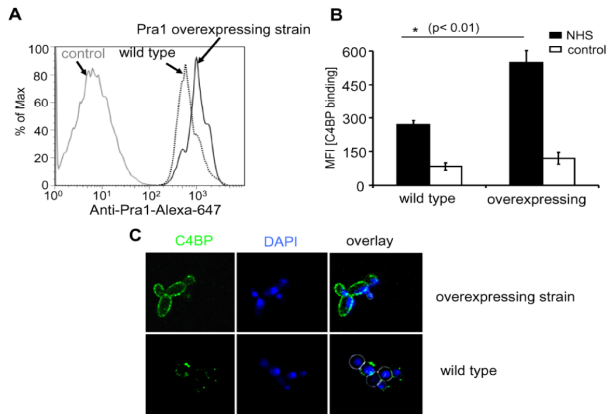 A
Pra1 overexpressing strain
control
wild type
% of Max
100
80
60
40
20
0
10⁰
10¹
10²
10³
Anti-Pra1-Alexa-647
B
* (p< 0.01)
NHS
control
MFI [C4BP binding]
600
450
300
150
0
wild type
overexpressing
C
C4BP
DAPI
overlay
overexpressing strain
wild type